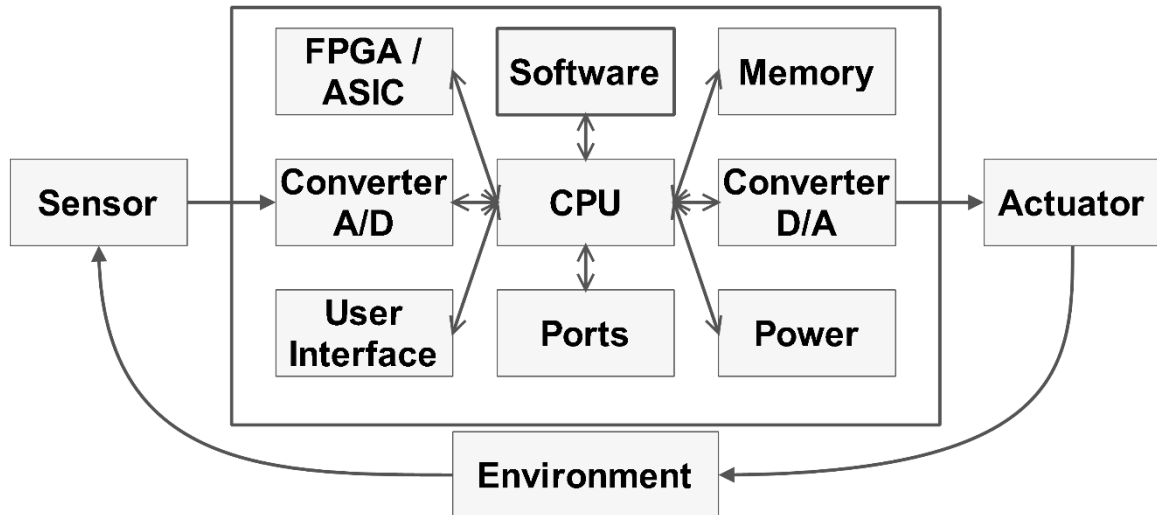 FPGA /
ASIC
Software
Memory
Sensor
Converter
A/D
CPU
Converter
D/A
Actuator
User
Interface
Ports
Power
Environment